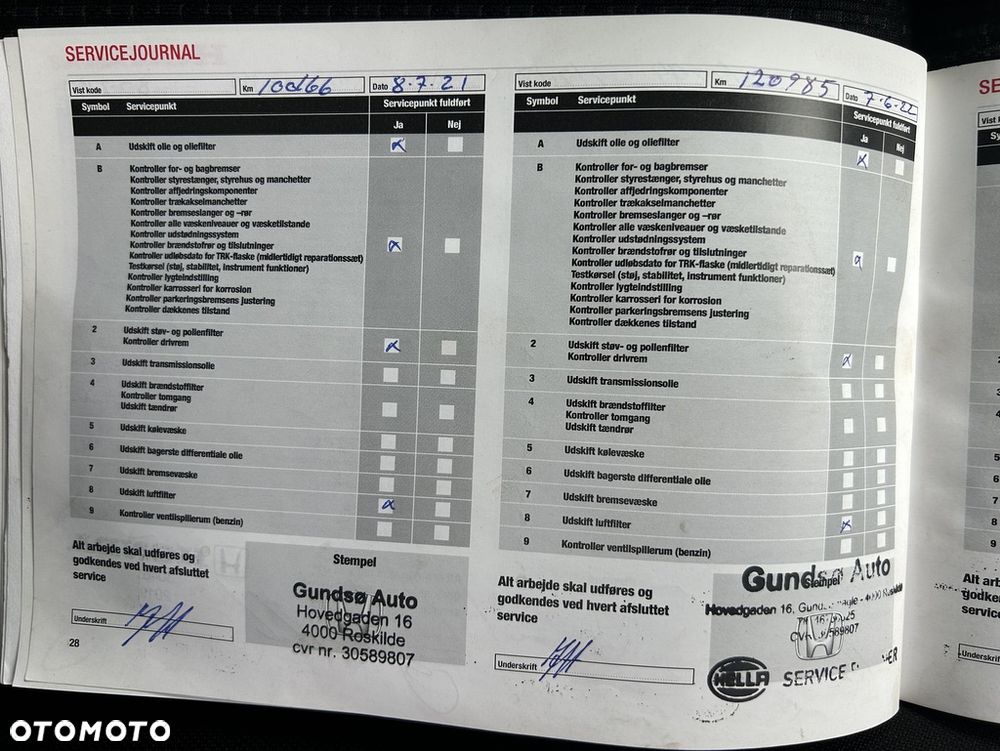 SERVICEJOURNAL
Vist kode
Km
Dato 8.7.21
Symbol Servicepunkt Servicepunkt fuldført
Ja Nej
A Udskift olie og oliefilter
B Kontroller for- og bagbremser
Kontroller styrestænger, styrehus og manchetter
Kontroller affjedringskomponenter
Kontroller trækakselmanchetter
Kontroller bremseslanger og –rør
Kontroller alle væskeniveauer og væsketilstande
Kontroller udstødningssystem
Kontroller brændstofrør og tilslutninger
Kontroller udløbsdato for TRK-flaske (midlertidigt reparationssæt)
Testkørsel (støj, stabilitet, instrument funktioner)
Kontroller lygteindstilling
Kontroller karrosseri for korrosion
Kontroller parkeringsbremsens justering
Kontroller dækkenes tilstand
2 Udskift støv- og pollenfilter
Kontroller drivrem
3 Udskift transmissionsolie
4 Udskift brændstoffilter
Kontroller tomgang
Udskift tændrør
5 Udskift kølevæske
6 Udskift bagerste differentiale olie
7 Udskift bremsevæske
8 Udskift luftfilter
9 Kontroller ventilspillerum (benzin)
Alt arbejde skal udføres og
godkendes ved hvert afsluttet
service
Underskrift
Stempel
Gundsø Auto
Hovedgaden 16
4000 Roskilde
cvr nr. 30589807
28
Vist kode
Km 120985
Dato 7-6-22
Symbol Servicepunkt Servicepunkt fuldført
Ja Nej
A Udskift olie og oliefilter
B Kontroller for- og bagbremser
Kontroller styrestænger, styrehus og manchetter
Kontroller affjedringskomponenter
Kontroller trækakselmanchetter
Kontroller bremseslanger og –rør
Kontroller alle væskeniveauer og væsketilstande
Kontroller udstødningssystem
Kontroller brændstofrør og tilslutninger
Kontroller udløbsdato for TRK-flaske (midlertidigt reparationssæt)
Testkørsel (støj, stabilitet, instrument funktioner)
Kontroller lygteindstilling
Kontroller karrosseri for korrosion
Kontroller parkeringsbremsens justering
Kontroller dækkenes tilstand
2 Udskift støv- og pollenfilter
Kontroller drivrem
3 Udskift transmissionsolie
4 Udskift brændstoffilter
Kontroller tomgang
Udskift tændrør
5 Udskift kølevæske
6 Udskift bagerste differentiale olie
7 Udskift bremsevæske
8 Udskift luftfilter
9 Kontroller ventilspillerum (benzin)
Alt arbejde skal udføres og
godkendes ved hvert afsluttet
service
Underskrift
Stempel
Gundsø Auto
Hovedgaden 16
HELLA SERVICE
Alt arb
godken
service
Underskrift
OTOMOTO